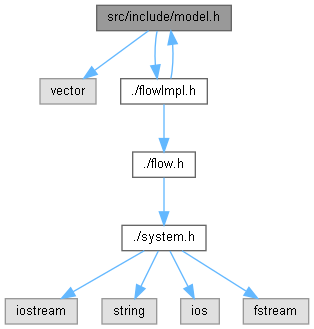 src/include/model.h
vector
./flowImpl.h
./flow.h
./system.h
iostream
string
ios
fstream